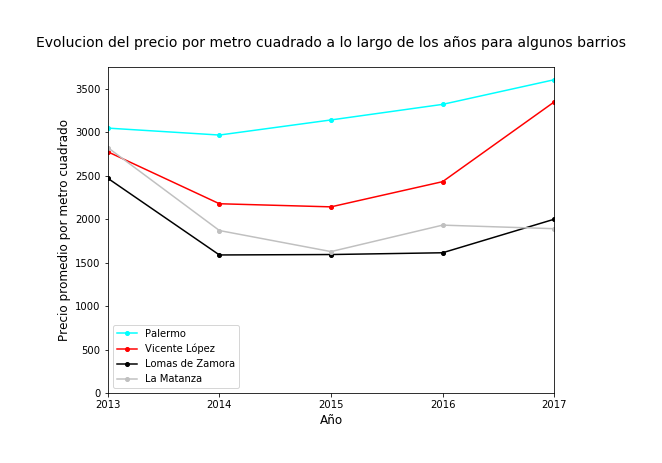 Evolucion del precio por metro cuadrado a lo largo de los años para algunos barrios
Precio promedio por metro cuadrado
3500
3000
2500
2000
1500
1000
500
0
Palermo
Vicente López
Lomas de Zamora
La Matanza
2013 2014 2015 2016 2017
Año